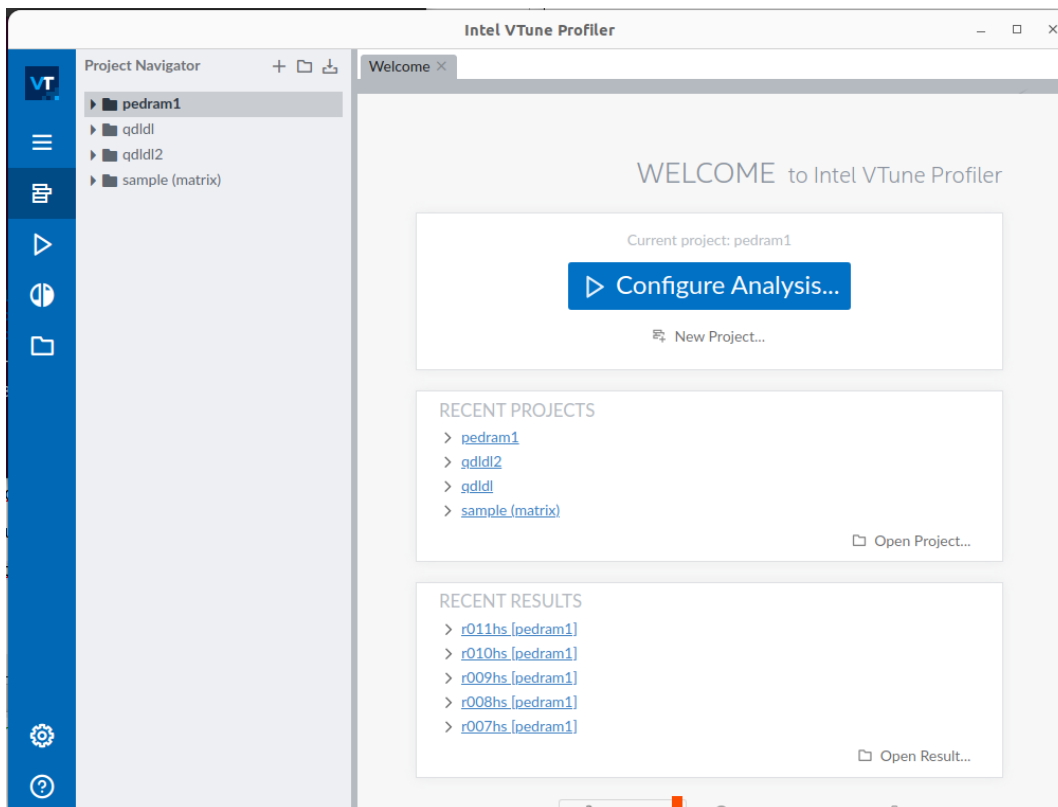 Intel VTune Profiler
VT
Project Navigator
Welcome
pedram1
qdldl
qdldl2
sample (matrix)
WELCOME to Intel VTune Profiler
Current project: pedram1
Configure Analysis...
New Project...
RECENT PROJECTS
pedram1
qdldl2
qdldl
sample (matrix)
Open Project...
RECENT RESULTS
r011hs [pedram1]
r010hs [pedram1]
r009hs [pedram1]
r008hs [pedram1]
r007hs [pedram1]
Open Result...